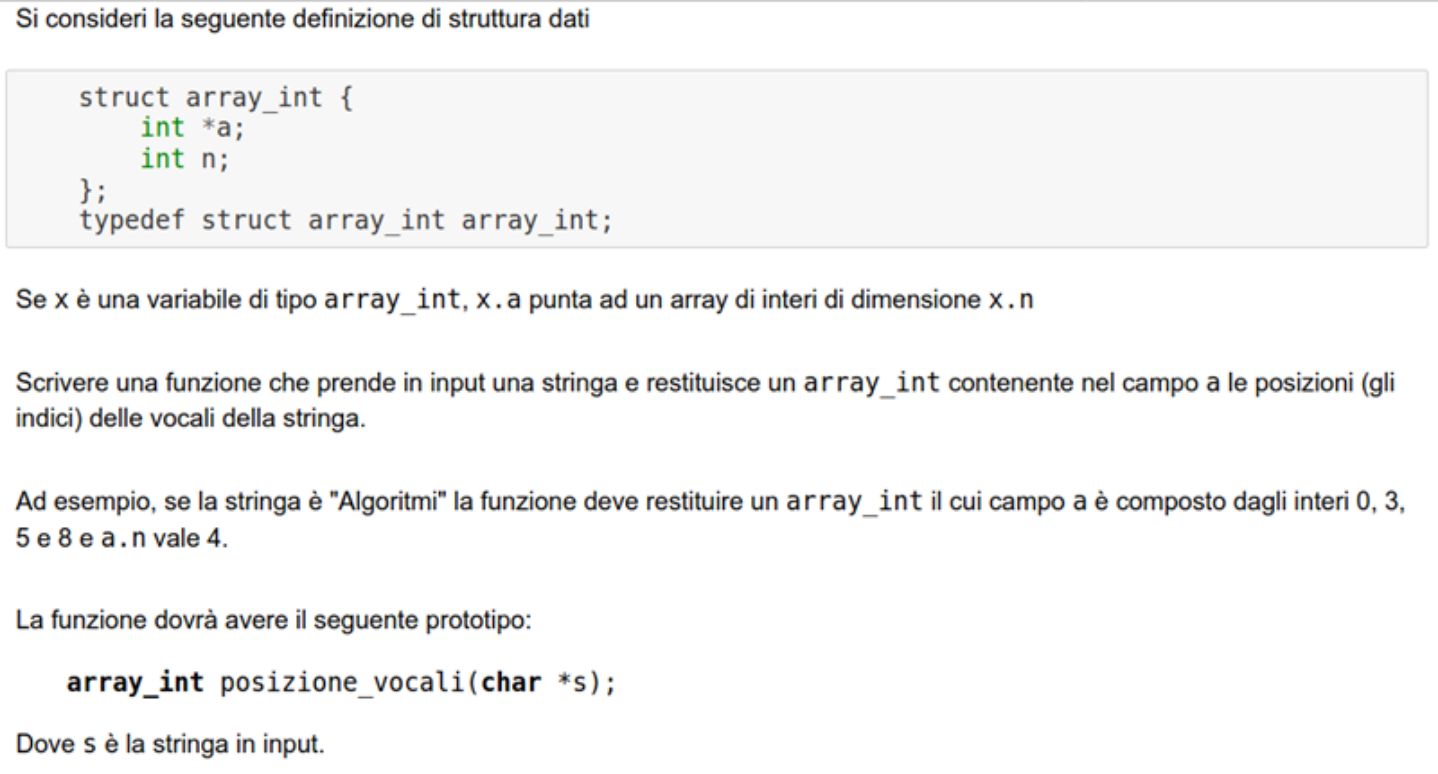 Si consideri la seguente definizione di struttura dati
struct array_int {
    int *a;
    int n;
};
typedef struct array_int array_int;
Se x è una variabile di tipo array_int, x.a punta ad un array di interi di dimensione x.n
Scrivere una funzione che prende in input una stringa e restituisce un array_int contenente nel campo a le posizioni (gli
indici) delle vocali della stringa.
Ad esempio, se la stringa è "Algoritmi" la funzione deve restituire un array_int il cui campo a è composto dagli interi 0, 3,
5 e 8 e a.n vale 4.
La funzione dovrà avere il seguente prototipo:
array_int posizione_vocali(char *s);
Dove s è la stringa in input.